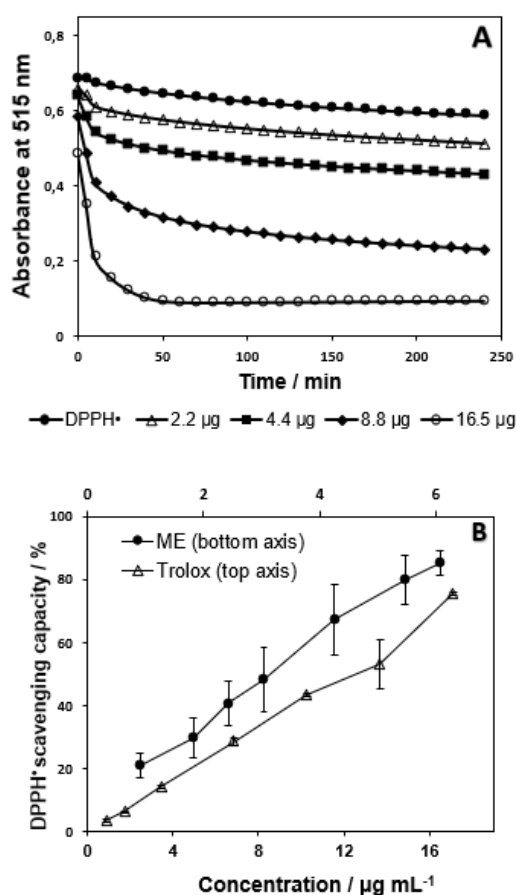 A
0,8
0,6
0,4
0,2
0
Absorbance at 515 nm
0 50 100 150 200 250
Time / min
DPPH• 2.2 µg 4.4 µg 8.8 µg 16.5 µg
0 2 4 6
B
100
80
60
40
20
0
DPPH• scavenging capacity / %
ME (bottom axis)
Trolox (top axis)
0 4 8 12 16
Concentration / µg mL⁻¹